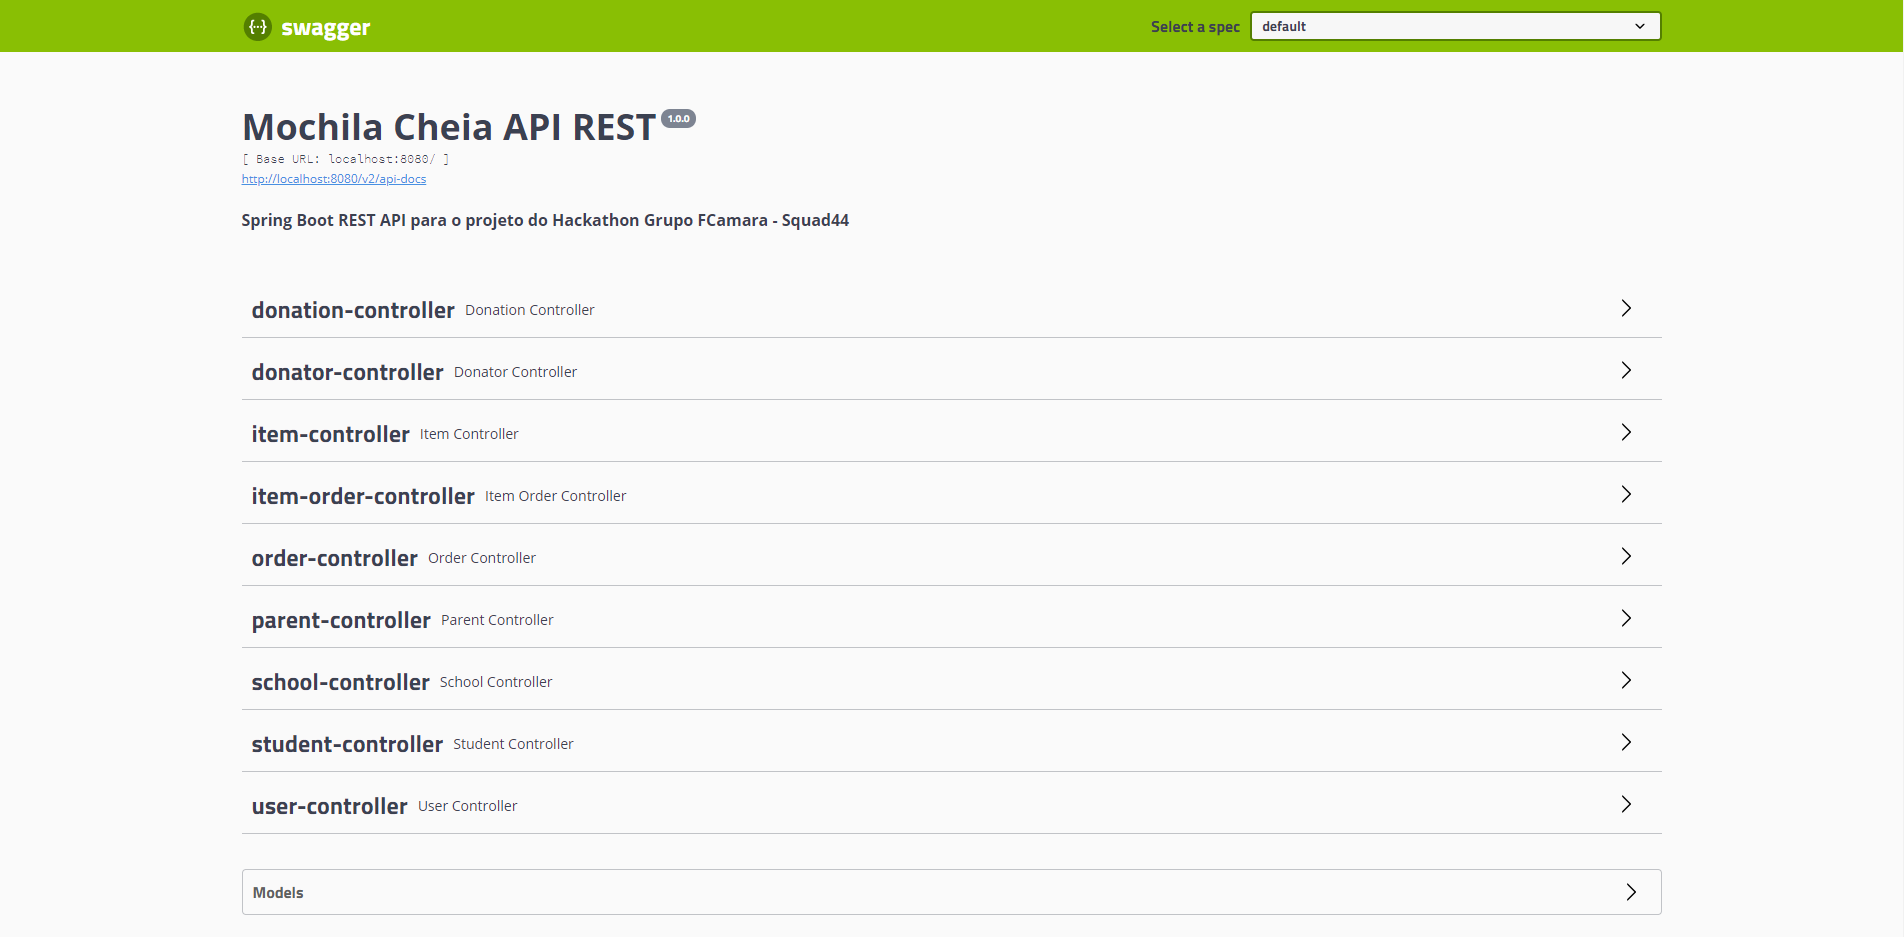 {··} swagger
Select a spec default
Mochila Cheia API REST 1.0.0
[ Base URL: localhost:8080/ ]
http://localhost:8080/v2/api-docs
Spring Boot REST API para o projeto do Hackathon Grupo FCamara - Squad44
donation-controller Donation Controller
donator-controller Donator Controller
item-controller Item Controller
item-order-controller Item Order Controller
order-controller Order Controller
parent-controller Parent Controller
school-controller School Controller
student-controller Student Controller
user-controller User Controller
Models